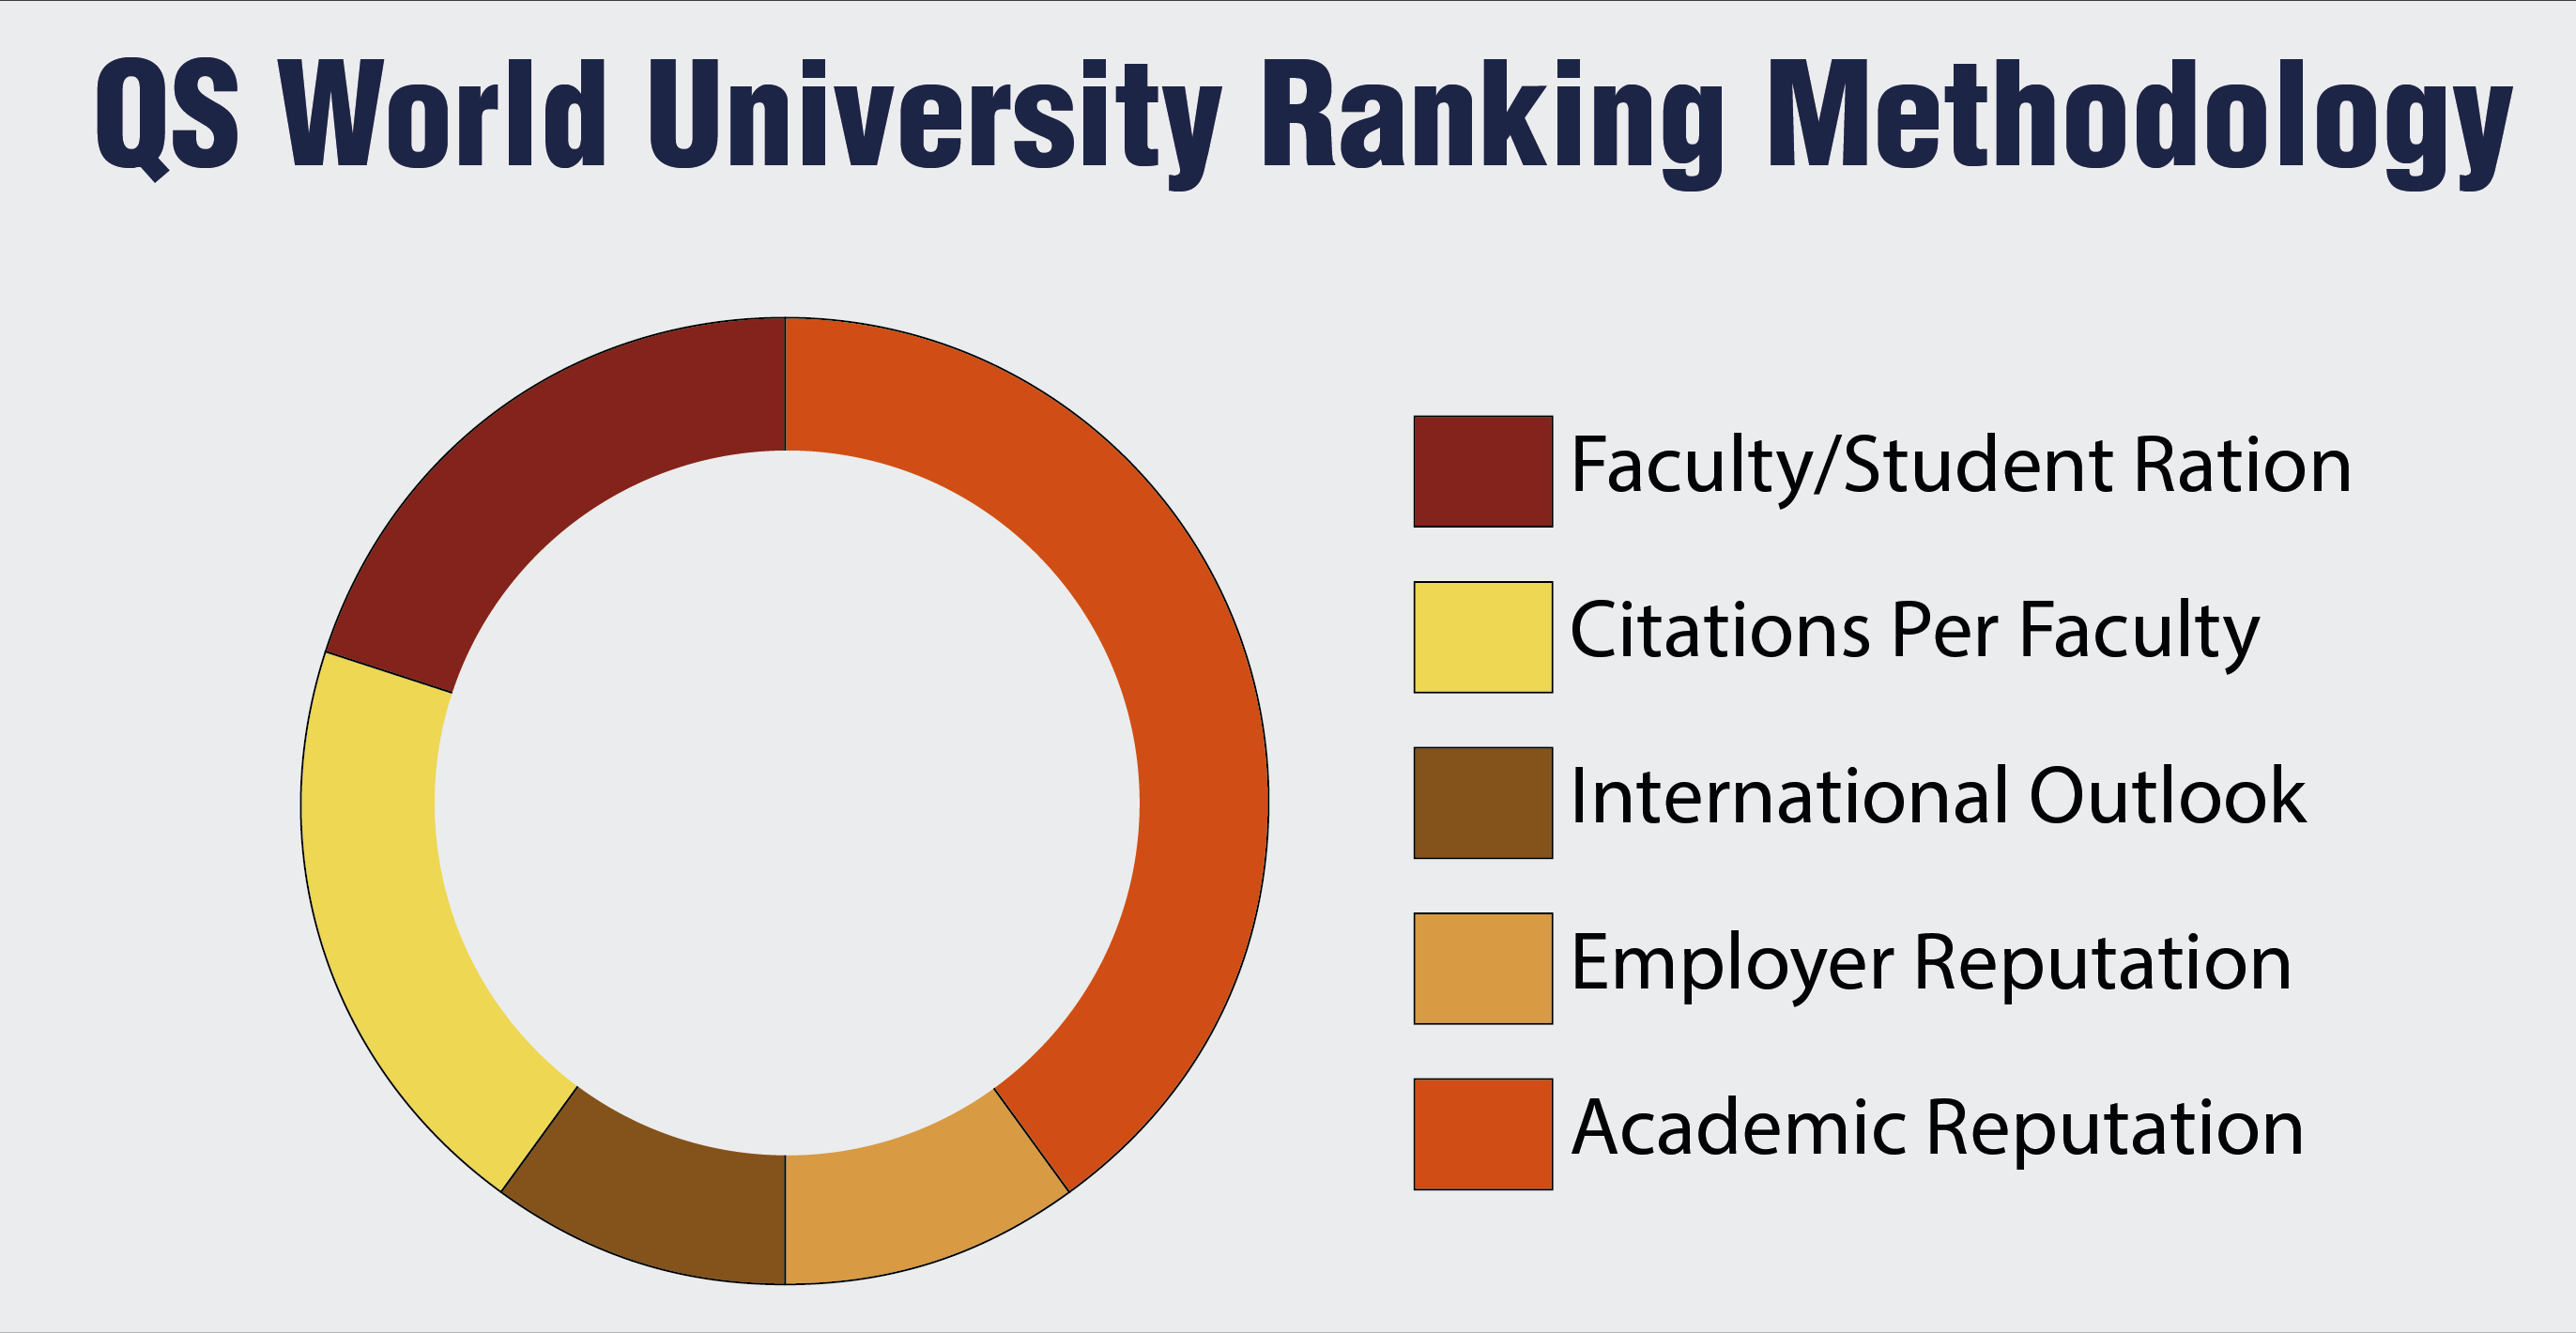 QS World University Ranking Methodology
Faculty/Student Ration
Citations Per Faculty
International Outlook
Employer Reputation
Academic Reputation